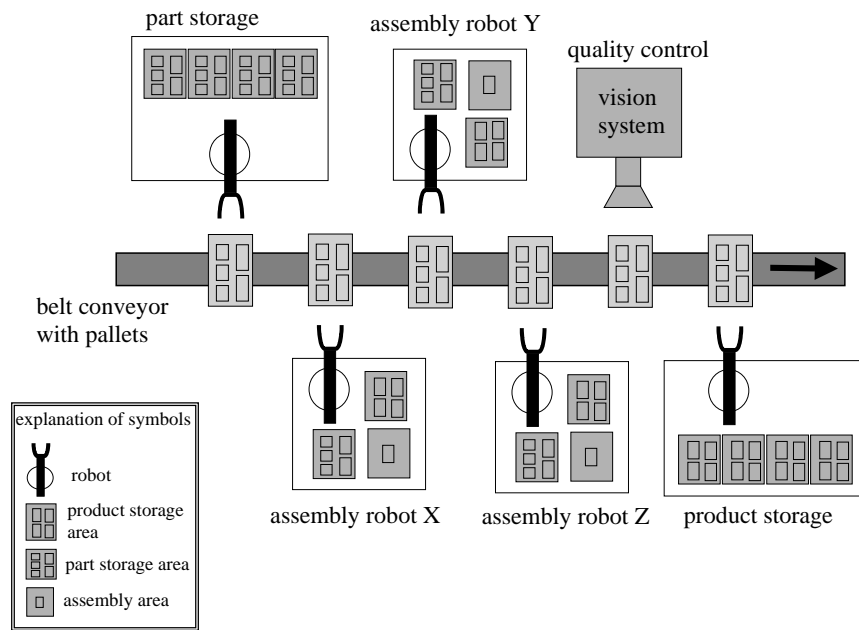 part storage
assembly robot Y
quality control
vision
system
belt conveyor
with pallets
explanation of symbols
robot
product storage
area
part storage area
assembly area
assembly robot X
assembly robot Z
product storage